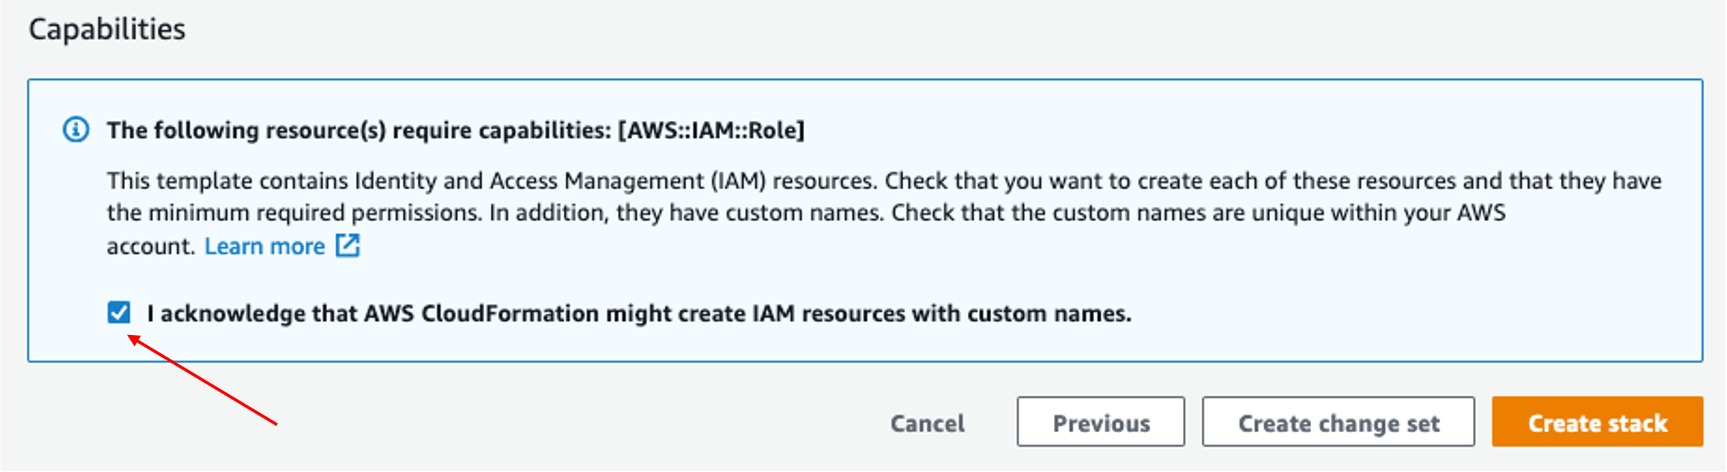 Capabilities
The following resource(s) require capabilities: [AWS::IAM::Role]
This template contains Identity and Access Management (IAM) resources. Check that you want to create each of these resources and that they have
the minimum required permissions. In addition, they have custom names. Check that the custom names are unique within your AWS
account. Learn more
I acknowledge that AWS CloudFormation might create IAM resources with custom names.
Cancel Previous Create change set Create stack